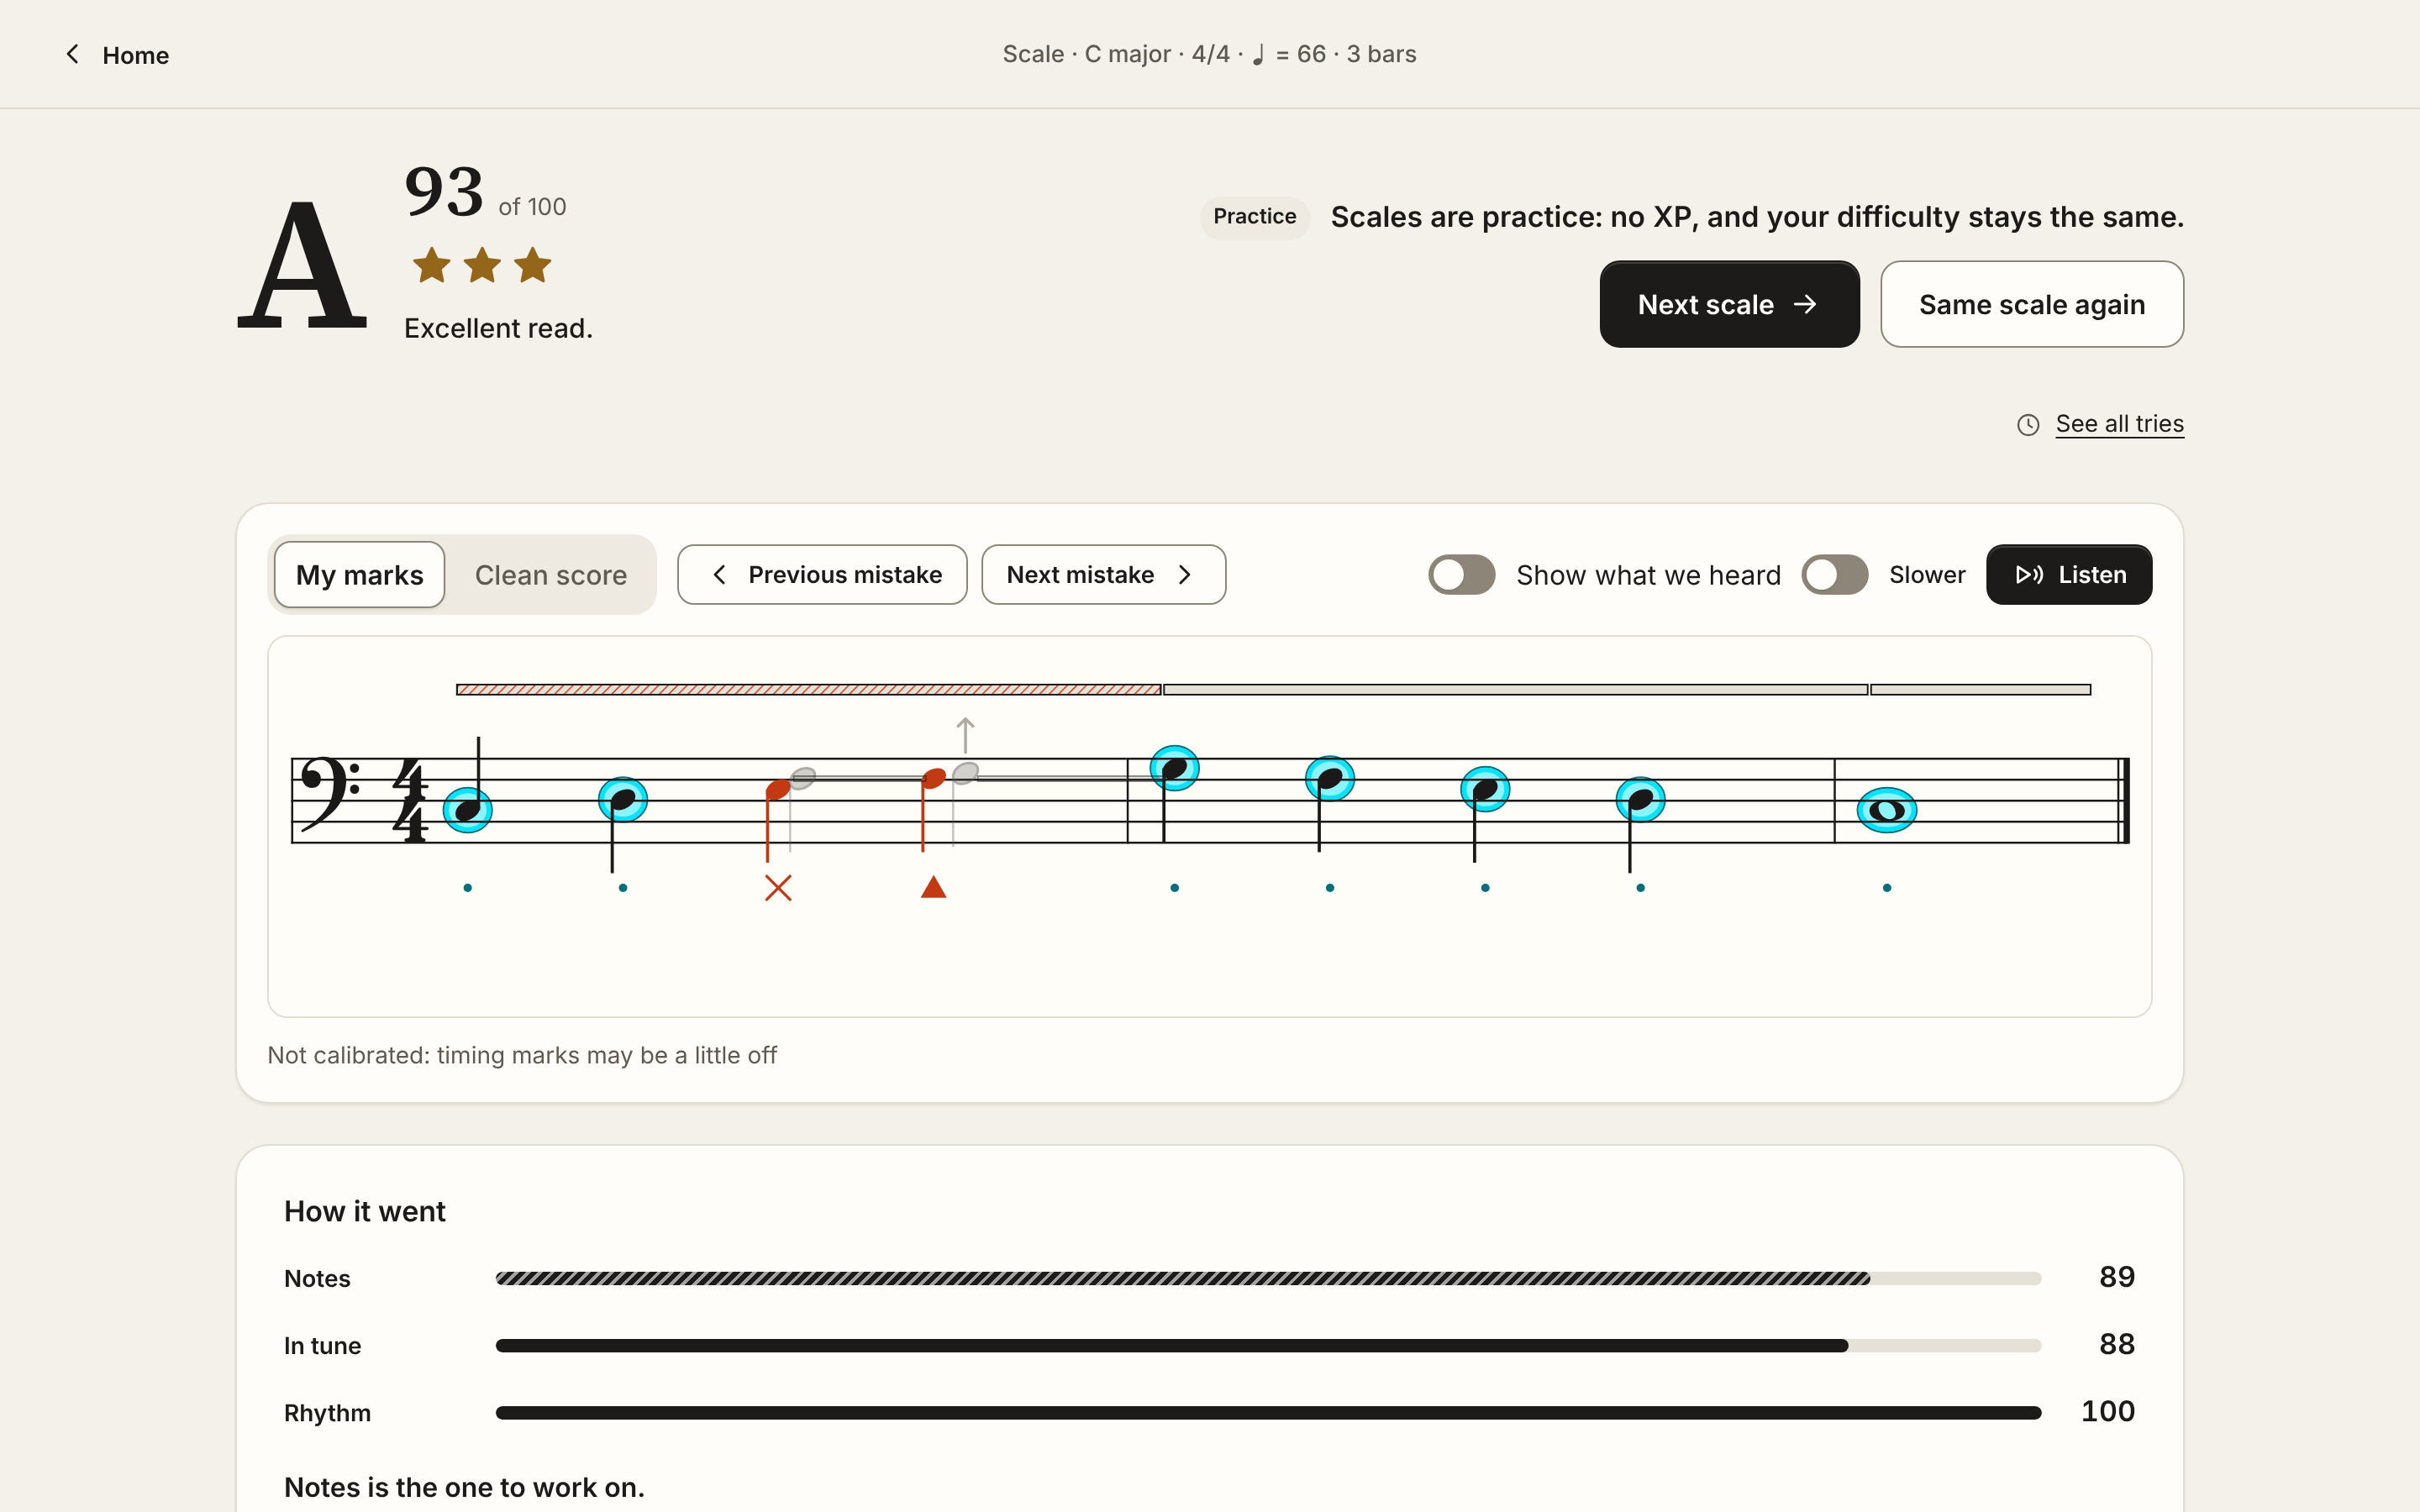 Home
Scale · C major · 4/4 · ♩ = 66 · 3 bars
A
93 of 100
Excellent read.
Practice
Scales are practice: no XP, and your difficulty stays the same.
Next scale →
Same scale again
See all tries
My marks
Clean score
Previous mistake
Next mistake
Show what we heard
Slower
Listen
4
4
Not calibrated: timing marks may be a little off
How it went
Notes 89
In tune 88
Rhythm 100
Notes is the one to work on.